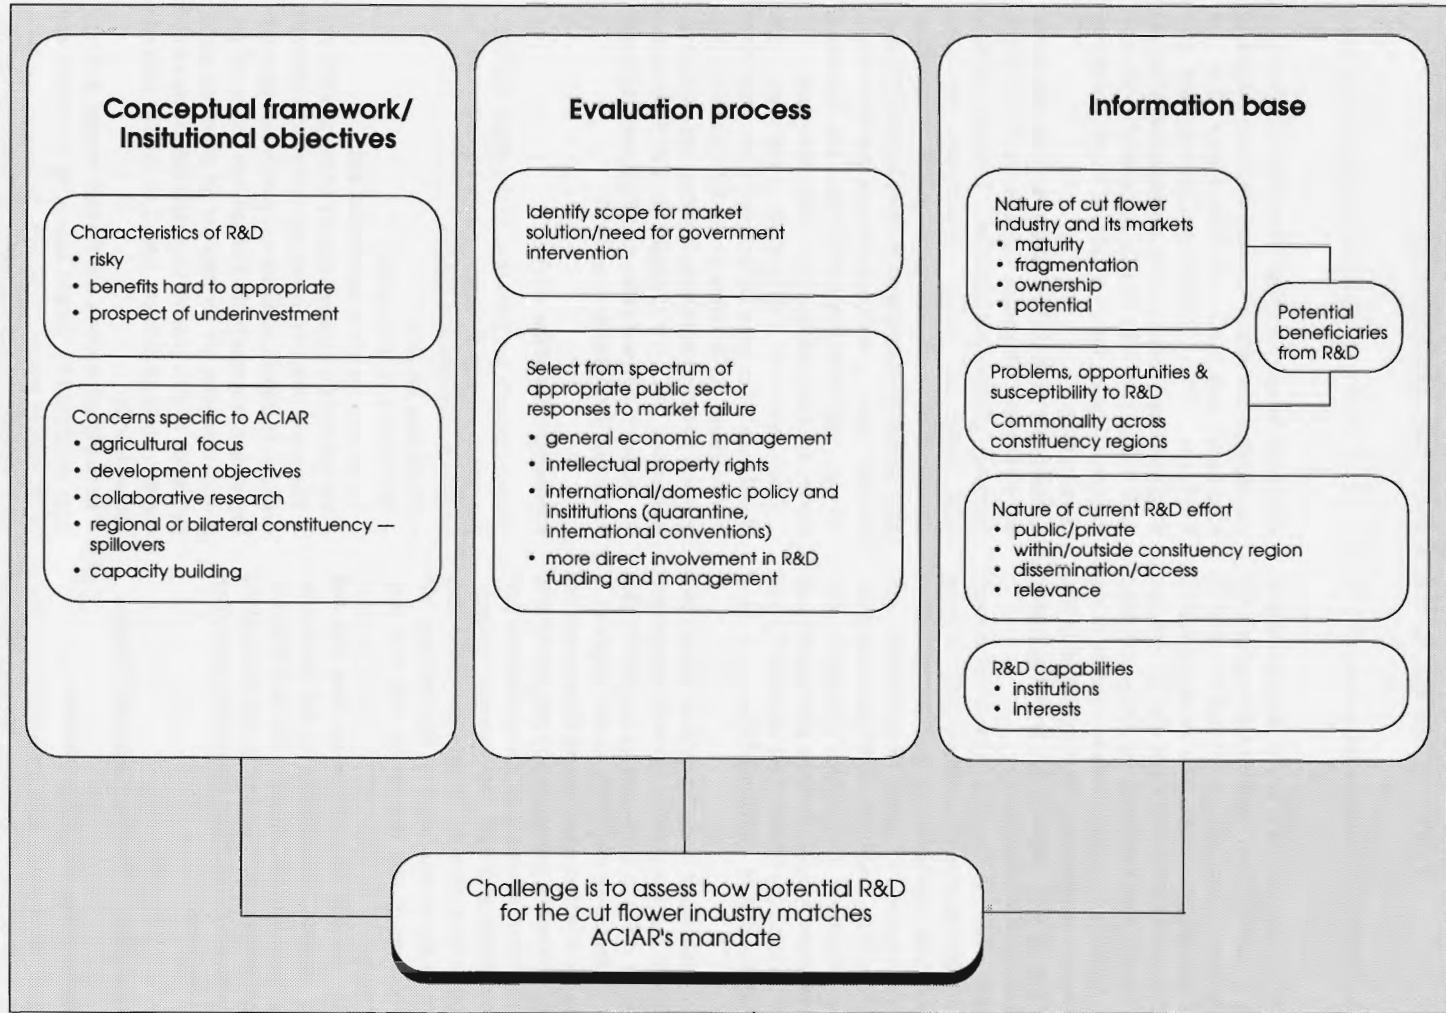 Conceptual framework/
Insitutional objectives
Characteristics of R&D
• risky
• benefits hard to appropriate
• prospect of underinvestment
Concerns specific to ACIAR
• agricultural focus
• development objectives
• collaborative research
• regional or bilateral constituency —
spillovers
• capacity building
Evaluation process
Identify scope for market
solution/need for government
intervention
Select from spectrum of
appropriate public sector
responses to market failure
• general economic management
• intellectual property rights
• international/domestic policy and
insititutions (quarantine,
international conventions)
• more direct involvement in R&D
funding and management
Information base
Nature of cut flower
industry and its markets
• maturity
• fragmentation
• ownership
• potential
Potential
beneficiaries
from R&D
Problems, opportunities &
susceptibility to R&D
Commonality across
constituency regions
Nature of current R&D effort
• public/private
• within/outside consituency region
• dissemination/access
• relevance
R&D capabilities
• institutions
• interests
Challenge is to assess how potential R&D
for the cut flower industry matches
ACIAR's mandate